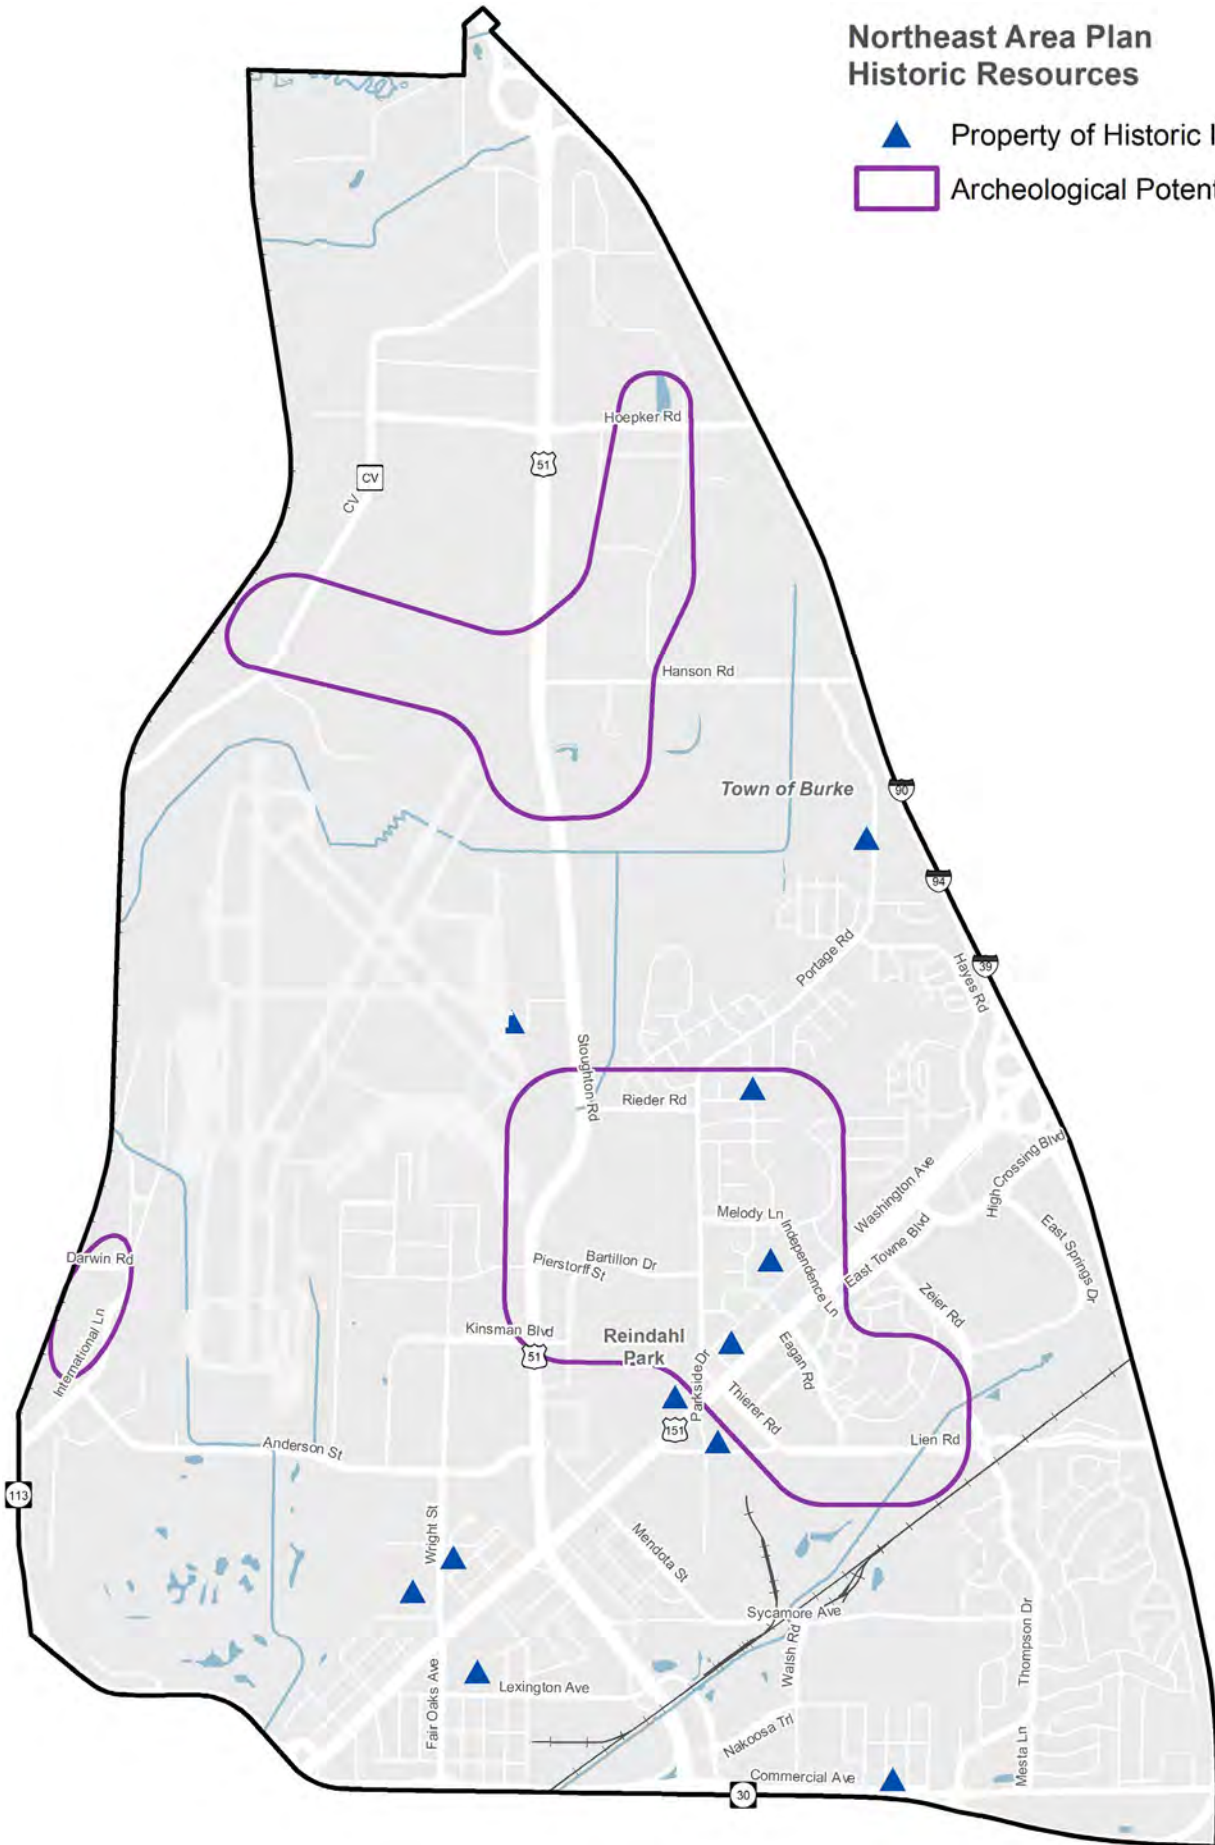 Northeast Area Plan
Historic Resources
Property of Historic I
Archeological Potent
Hoepker Rd
51
CV
CV
Hanson Rd
Town of Burke
90
94
Portage Rd
39
Hayes Rd
Stoughton Rd
Rieder Rd
High Crossing Blvd
Washington Ave
Melody Ln
Independence Ln
East Towne Blvd
East Springs Dr
Darwin Rd
Bartillon Dr
Pierstorff St
Zeier Rd
International Ln
Kinsman Blvd
51
Reindahl
Park
Parkside Dr
Eagan Rd
Thierer Rd
151
Lien Rd
Anderson St
113
Wright St
Mendota St
Sycamore Ave
Walsh Rd
Thompson Dr
Fair Oaks Ave
Lexington Ave
Nakoosa Trl
Mesta Ln
Commercial Ave
30